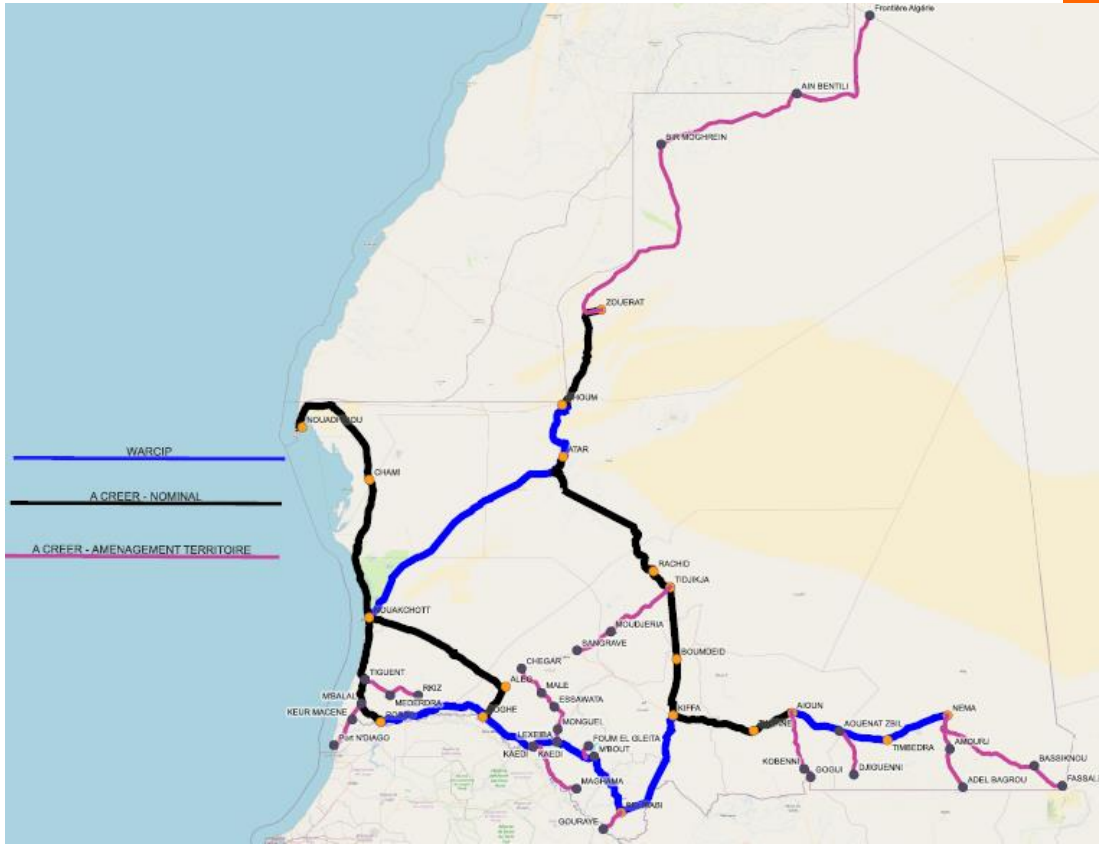 Frontière Algérie
AIN BENTILI
BIR MOGHREIN
ZOUERAT
CHOUM
NOUADHIBOU
ATAR
WARCIP
CHAMI
A CREER - NOMINAL
A CREER - AMENAGEMENT TERRITOIRE
RACHID
TIDJIKJA
NOUAKCHOTT
MOUDJERIA
SANGRAVE
BOUMDEID
CHEGAR
TIGUENT
ALEG
MALE
RKIZ
MBALAL
MEDERDRA
ESSAWATA
KEUR MACENE
BOGHE
KIFFA
AIOUN
NEMA
MONGUEL
LEXEIBA
AOUENAT ZBIL
Port N'DIAGO
FOUM EL GLEITA
KAEDI
KAEDI
M'BOUT
TIMBEDRA
AMOURJ
KOBENNI
GOGUI
DJIGUENNI
BASSIKNOU
ADEL BAGROU
FASSAL
MAGHAMA
GOURAYE